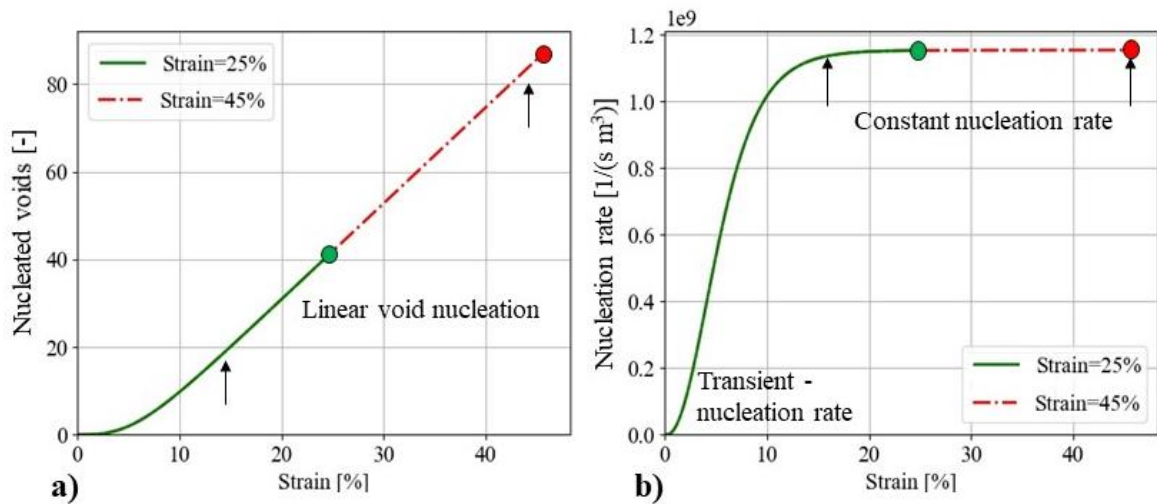 Strain=25%
Strain=45%
80
60
40
20
0
Nucleated voids [-]
Linear void nucleation
0 10 20 30 40
Strain [%]
a)
1e9
1.2
1.1
1.0
0.8
0.6
0.4
0.2
0.0
Nucleation rate [1/(s m³)]
Constant nucleation rate
Transient -
nucleation rate
Strain=25%
Strain=45%
0 10 20 30 40
Strain [%]
b)